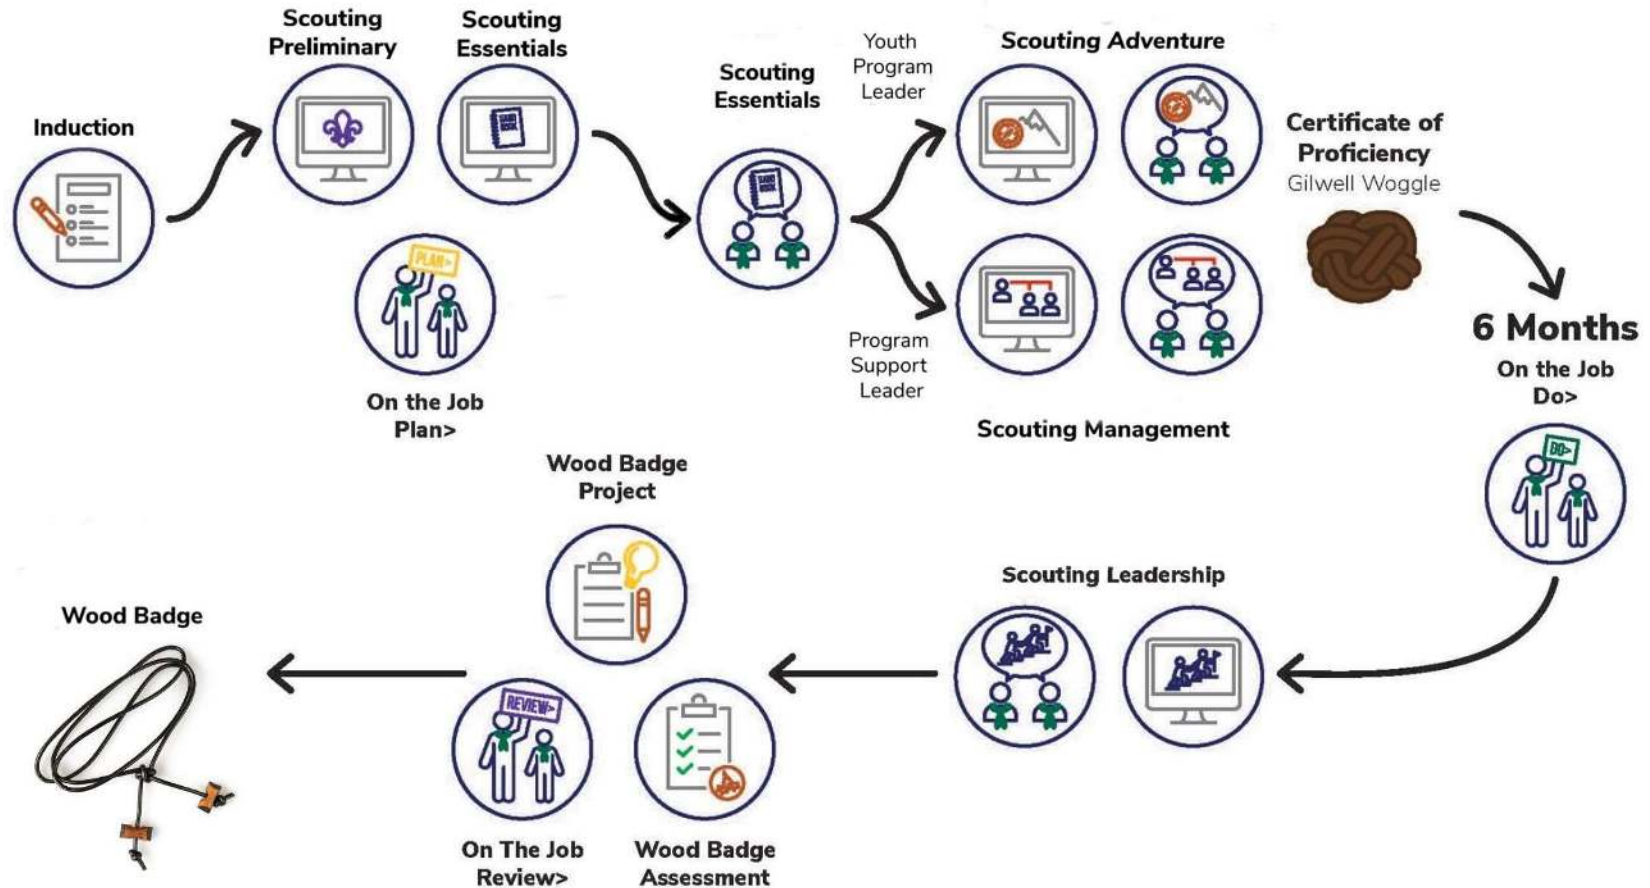 Induction
Scouting
Preliminary
Scouting
Essentials
PLAN>
On the Job
Plan>
Scouting
Essentials
Youth
Program
Leader
Program
Support
Leader
Scouting Adventure
Scouting Management
Certificate of
Proficiency
Gilwell Woggle
6 Months
On the Job
Do>
DO>
Scouting Leadership
Wood Badge
Project
REVIEW>
On The Job
Review>
Wood Badge
Assessment
Wood Badge